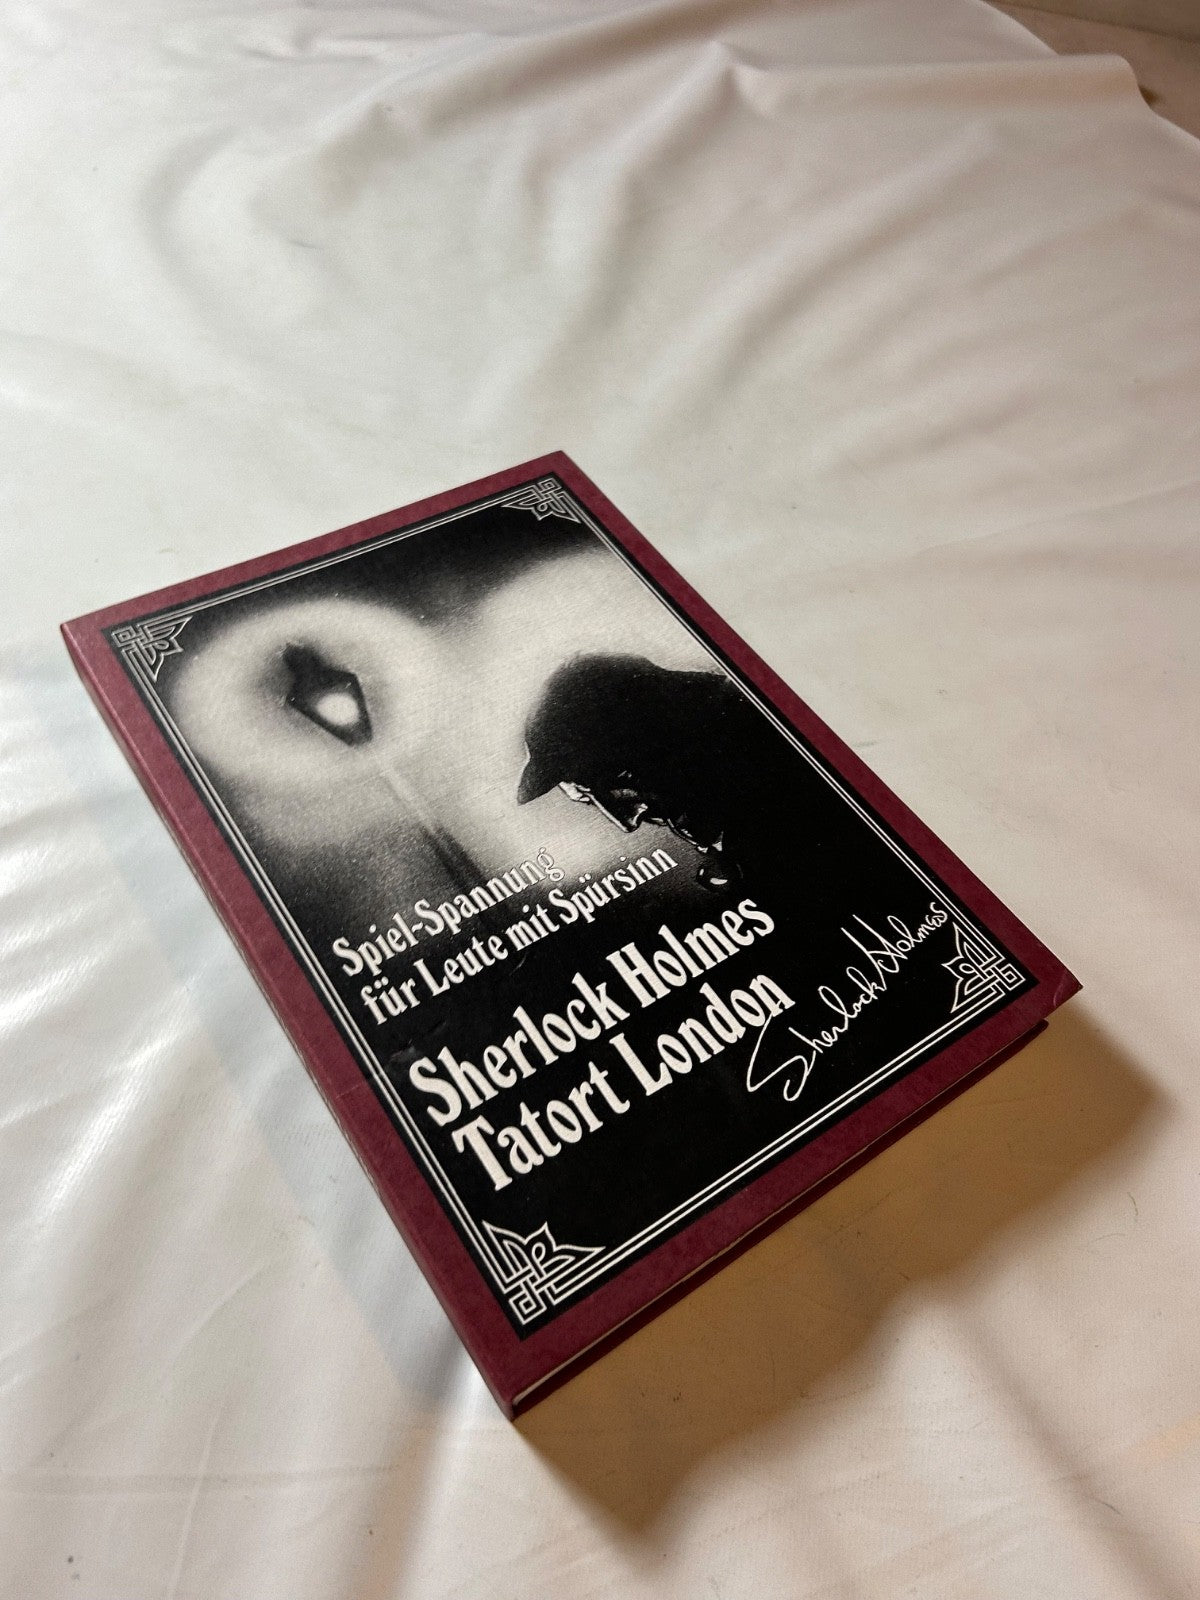 Spiel-Spannung
für Leute mit Spürsinn
Sherlock Holmes
Tatort London
Sherlock Holmes